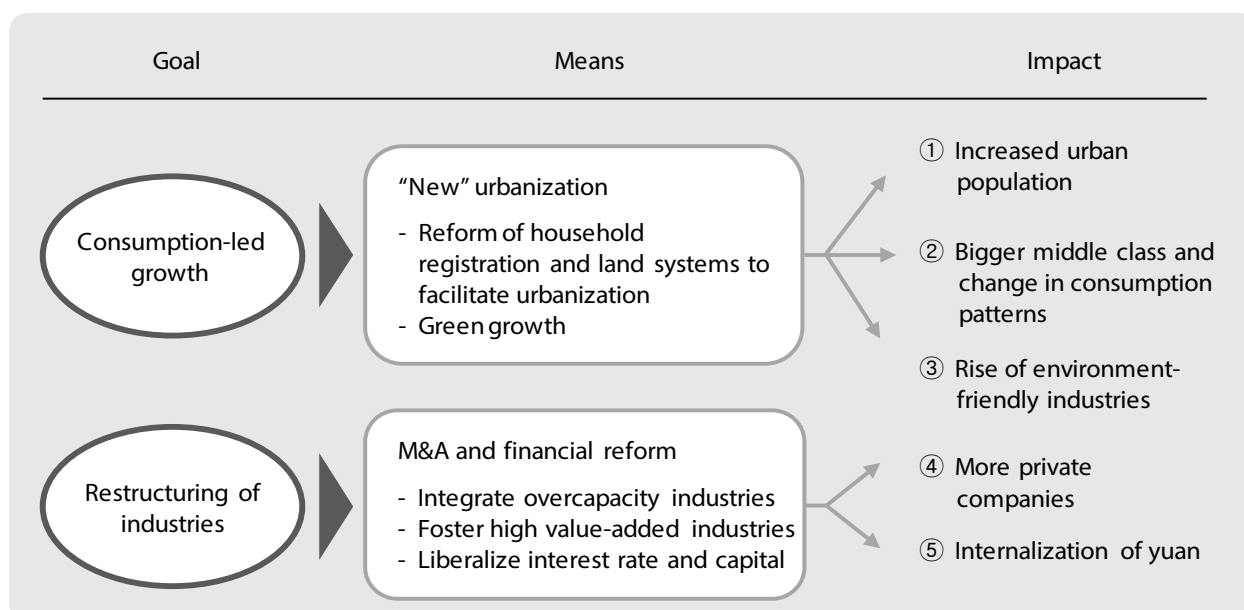 Goal
Means
Impact
Consumption-led
growth
“New” urbanization
- Reform of household
registration and land systems to
facilitate urbanization
- Green growth
① Increased urban
population
② Bigger middle class and
change in consumption
patterns
③ Rise of environment-
friendly industries
Restructuring of
industries
M&A and financial reform
- Integrate overcapacity industries
- Foster high value-added industries
- Liberalize interest rate and capital
④ More private
companies
⑤ Internalization of yuan